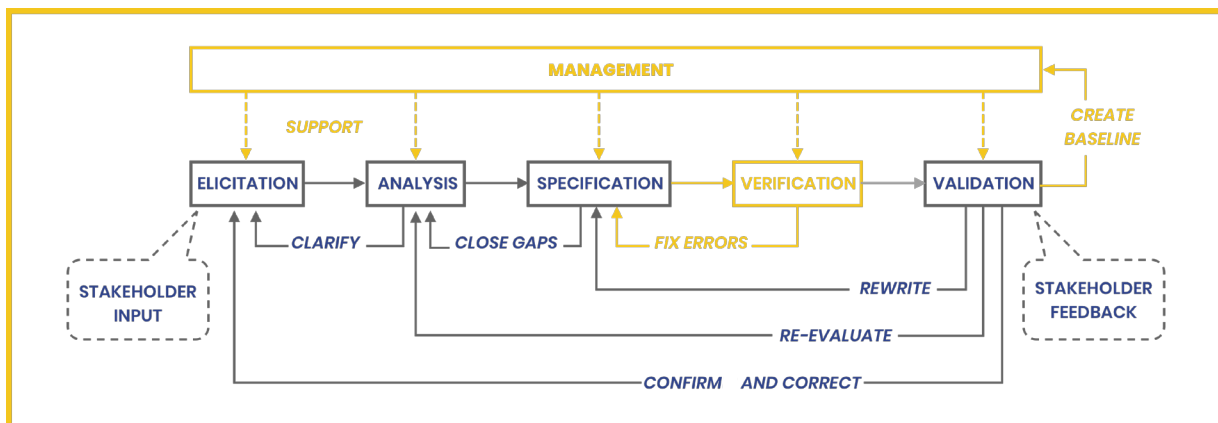 MANAGEMENT
SUPPORT
CREATE
BASELINE
ELICITATION
ANALYSIS
SPECIFICATION
VERIFICATION
VALIDATION
CLARIFY
CLOSE GAPS
FIX ERRORS
STAKEHOLDER
INPUT
REWRITE
STAKEHOLDER
FEEDBACK
RE-EVALUATE
CONFIRM AND CORRECT